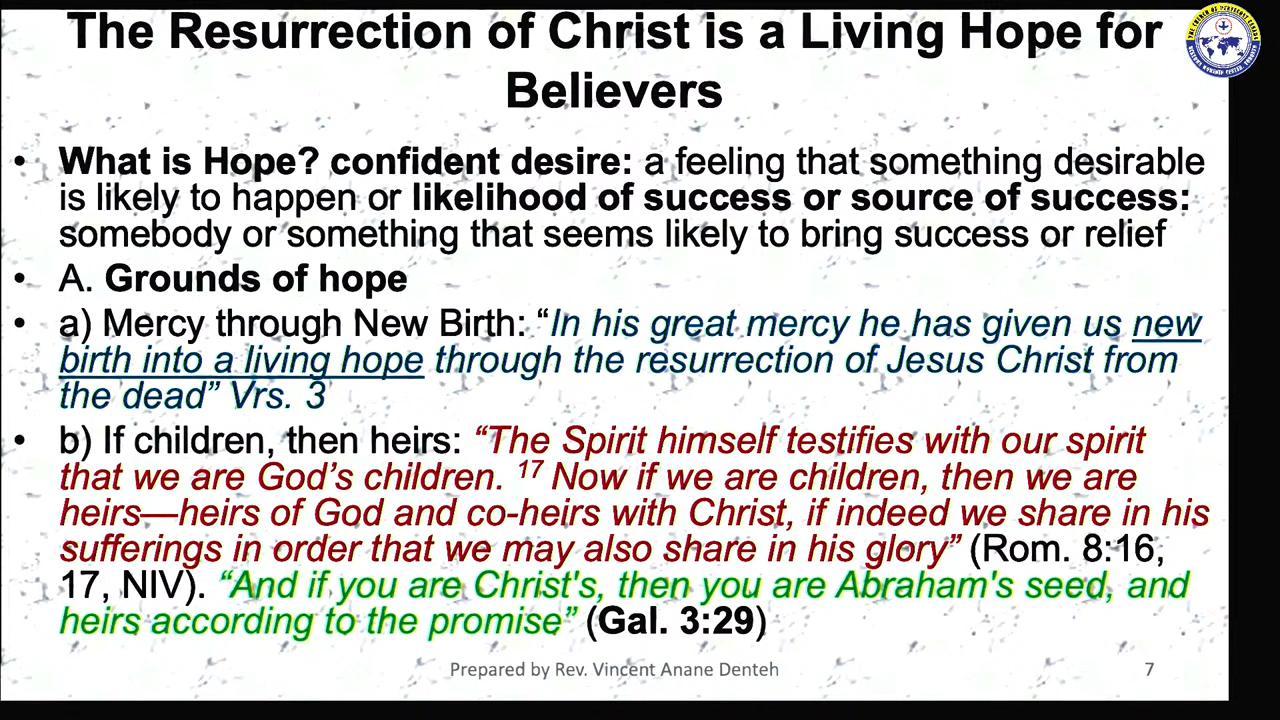 The Resurrection of Christ is a Living Hope for
Believers
• What is Hope? confident desire: a feeling that something desirable
is likely to happen or likelihood of success or source of success:
somebody or something that seems likely to bring success or relief
• A. Grounds of hope
• a) Mercy through New Birth: “In his great mercy he has given us new
birth into a living hope through the resurrection of Jesus Christ from
the dead” Vrs. 3
• b) If children, then heirs: “The Spirit himself testifies with our spirit
that we are God’s children. 17 Now if we are children, then we are
heirs—heirs of God and co-heirs with Christ, if indeed we share in his
sufferings in order that we may also share in his glory” (Rom. 8:16,
17, NIV). “And if you are Christ's, then you are Abraham's seed, and
heirs according to the promise” (Gal. 3:29)
Prepared by Rev. Vincent Anane Denteh
7